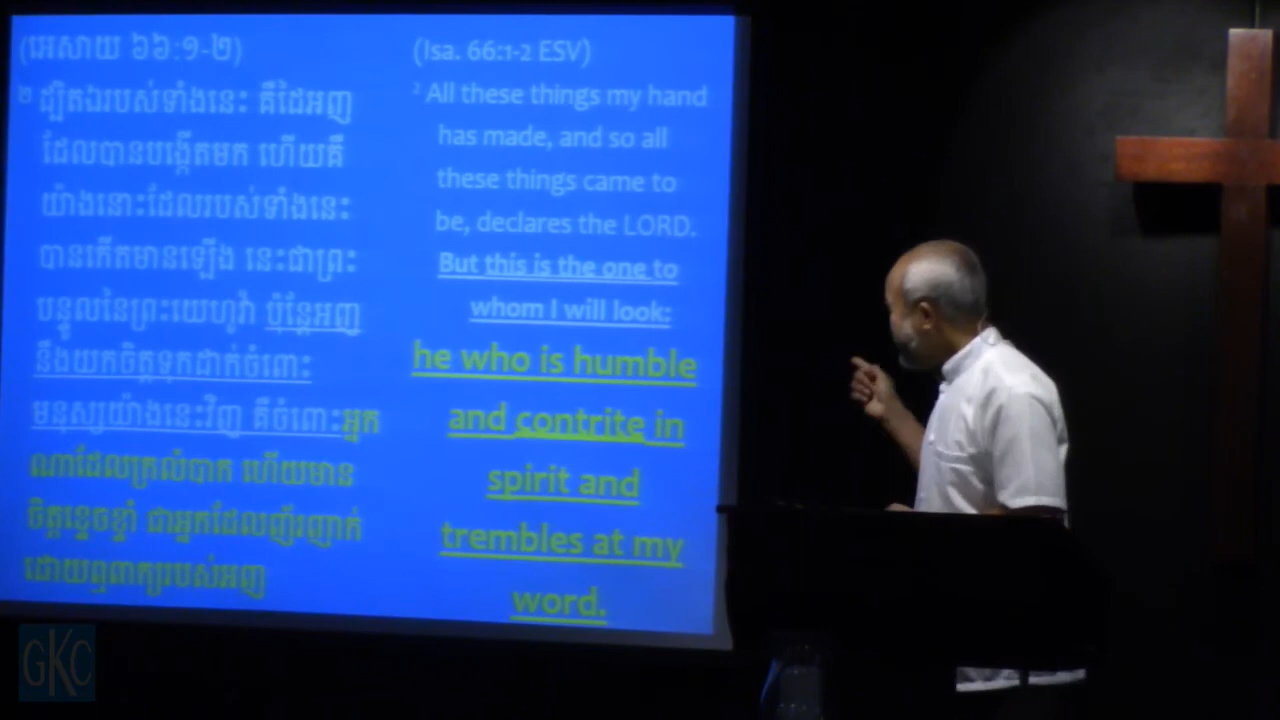 (អេសាយ ៦៦:១-២)
២ ដ្បិតឯរបស់ទាំងនេះ គឺដៃអញ
ដែលបានបង្កើតមក ហើយគឺ
យ៉ាងនោះដែលរបស់ទាំងនេះ
បានកើតមានឡើង នេះជាព្រះ
បន្ទូលនៃព្រះយេហូវ៉ា ប៉ុន្តែអញ
នឹងយកចិត្តទុកដាក់ចំពោះ
មនុស្សយ៉ាងនេះវិញ គឺចំពោះអ្នក
ណាដែលត្រលំបាក ហើយមាន
ចិត្តខ្ទេចខ្ទាំ ជាអ្នកដែលញ័ររញាក់
ដោយឮពាក្យរបស់អញ
(Isa. 66:1-2 ESV)
2 All these things my hand
has made, and so all
these things came to
be, declares the LORD.
But this is the one to
whom I will look:
he who is humble
and contrite in
spirit and
trembles at my
word.
GKC